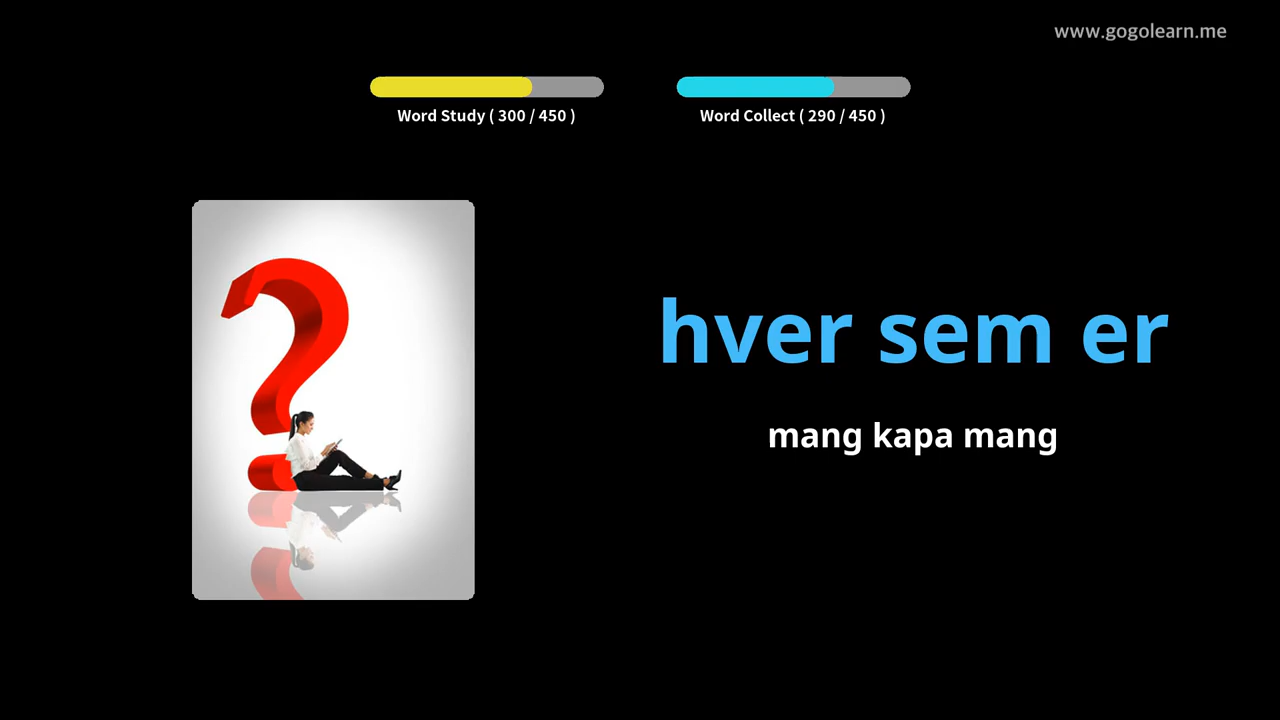 www.gogolearn.me
Word Study ( 300 / 450 )
Word Collect ( 290 / 450 )
hver sem er
mang kapa mang